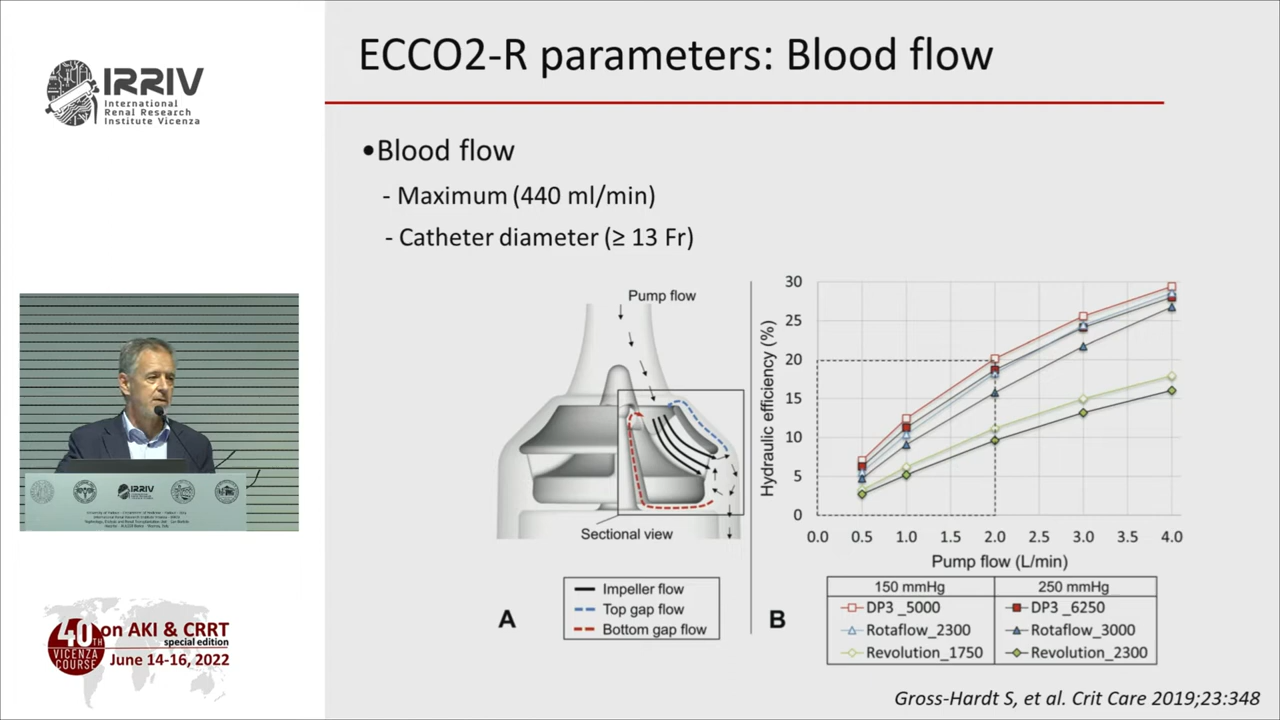 ECCO2-R parameters: Blood flow
IRRIV
International
Renal Research
Institute Vicenza
•Blood flow
- Maximum (440 ml/min)
- Catheter diameter (≥ 13 Fr)
Pump flow
Sectional view
Impeller flow
Top gap flow
Bottom gap flow
A
Hydraulic efficiency (%)
30
25
20
15
10
5
0
0.0 0.5 1.0 1.5 2.0 2.5 3.0 3.5 4.0
Pump flow (L/min)
B
150 mmHg 250 mmHg
DP3 _5000 DP3 _6250
Rotaflow_2300 Rotaflow_3000
Revolution_1750 Revolution_2300
IRRIV
40TH
VICENZA
COURSE
on AKI & CRRT
special edition
June 14-16, 2022
Gross-Hardt S, et al. Crit Care 2019;23:348